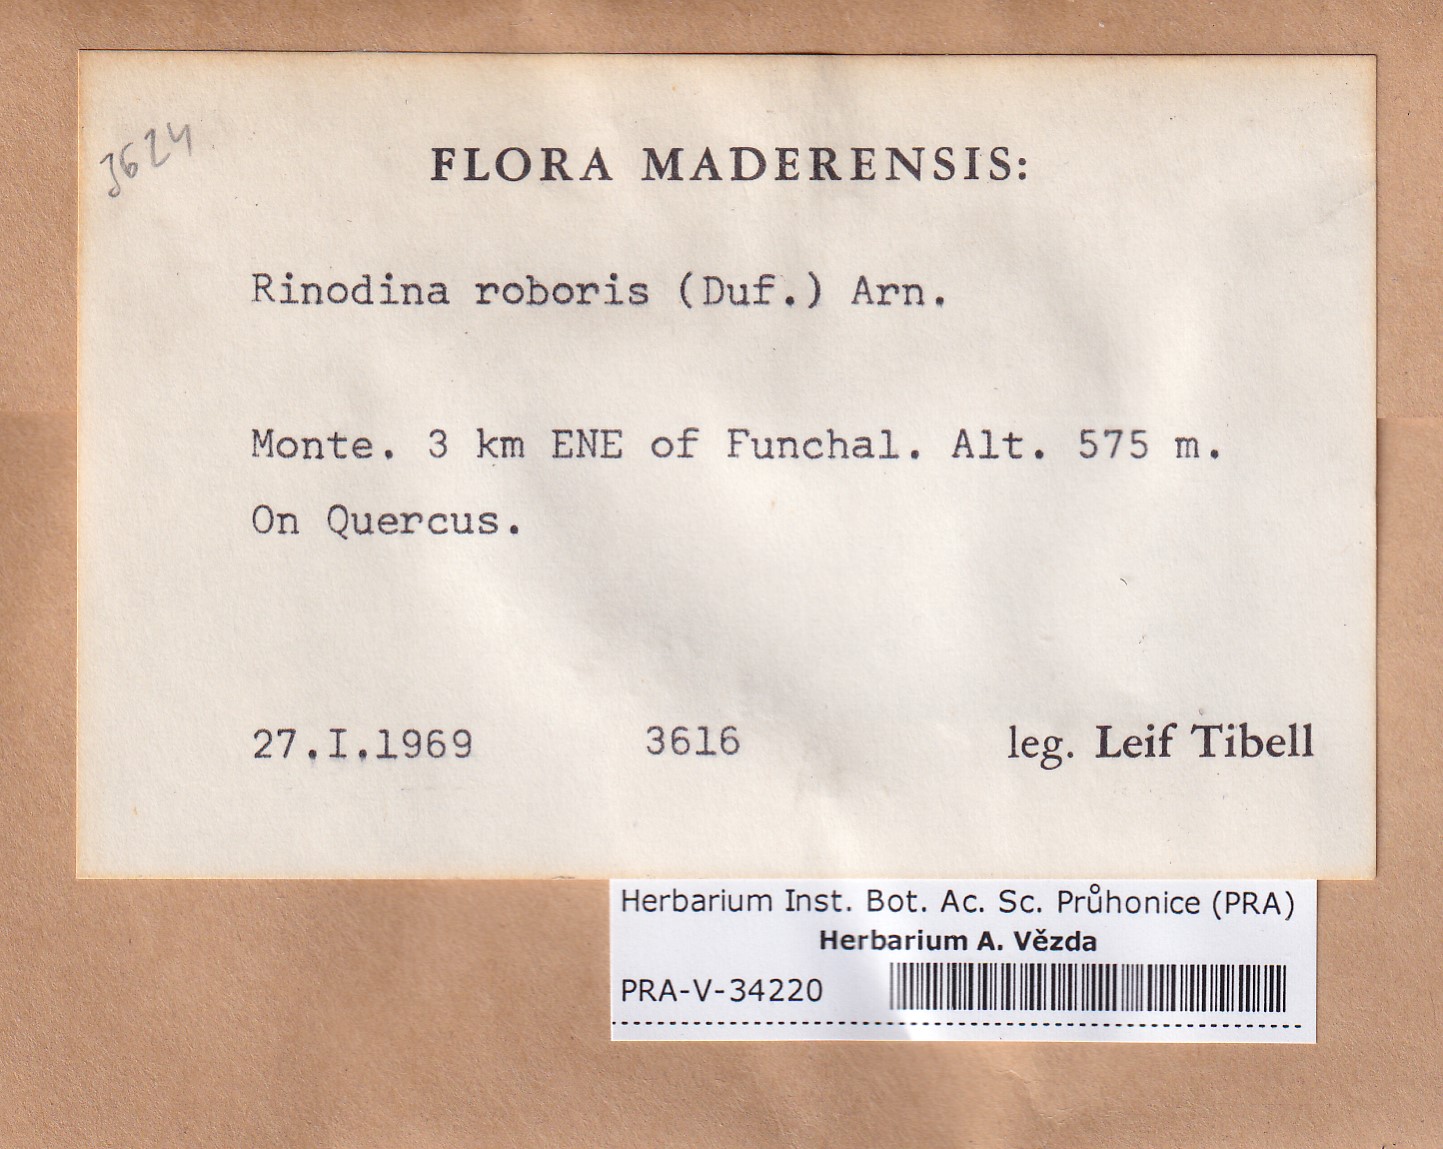 3624
FLORA MADERENSIS:
Rinodina roboris (Duf.) Arn.
Monte. 3 km ENE of Funchal. Alt. 575 m.
On Quercus.
27.I.1969 3616 leg. Leif Tibell
Herbarium Inst. Bot. Ac. Sc. Průhonice (PRA)
Herbarium A. Vězda
PRA-V-34220